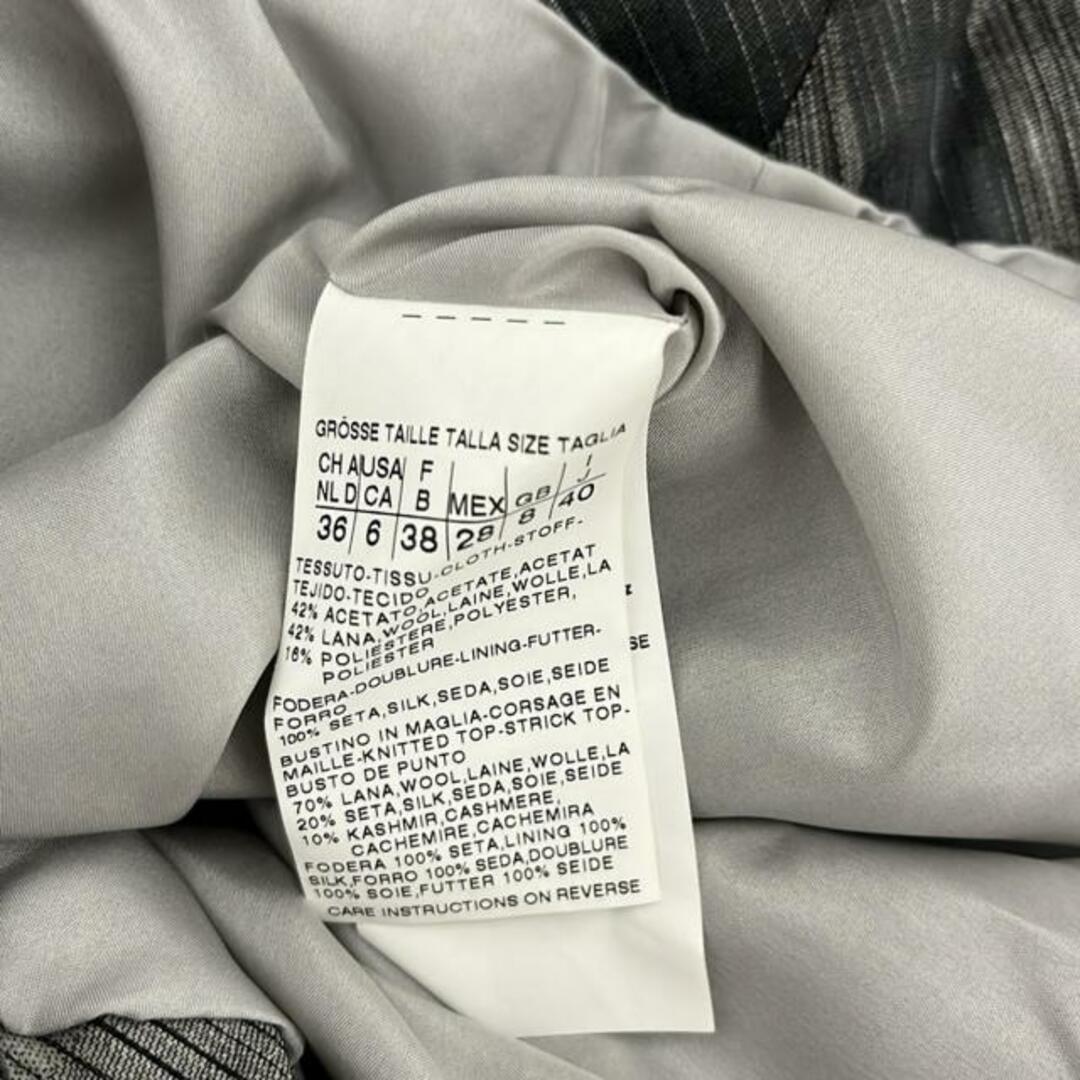 GRÖSSE TAILLE TALLA SIZE TAGLIA
CH A USA F I
NL D CA B MEX GB J
36 6 38 28 8 40
TESSUTO-TISSU-CLOTH-STOFF-
TEJIDO-TECIDO
42% ACETATO,ACETATE,ACETAT
42% LANA,WOOL,LAINE,WOLLE,LA
16% POLIESTERE,POLYESTER,
POLIESTER
FODERA-DOUBLURE-LINING-FUTTER-
FORRO
100% SETA,SILK,SEDA,SOIE,SEIDE
BUSTINO IN MAGLIA-CORSAGE EN
MAILLE-KNITTED TOP-STRICK TOP-
BUSTO DE PUNTO
70% LANA,WOOL,LAINE,WOLLE,LA
20% SETA,SILK,SEDA,SOIE,SEIDE
10% KASHMIR,CASHMERE,
CACHEMIRE,CACHEMIRA
FODERA 100% SETA,LINING 100%
SILK,FORRO 100% SEDA,DOUBLURE
100% SOIE,FUTTER 100% SEIDE
CARE INSTRUCTIONS ON REVERSE
SE